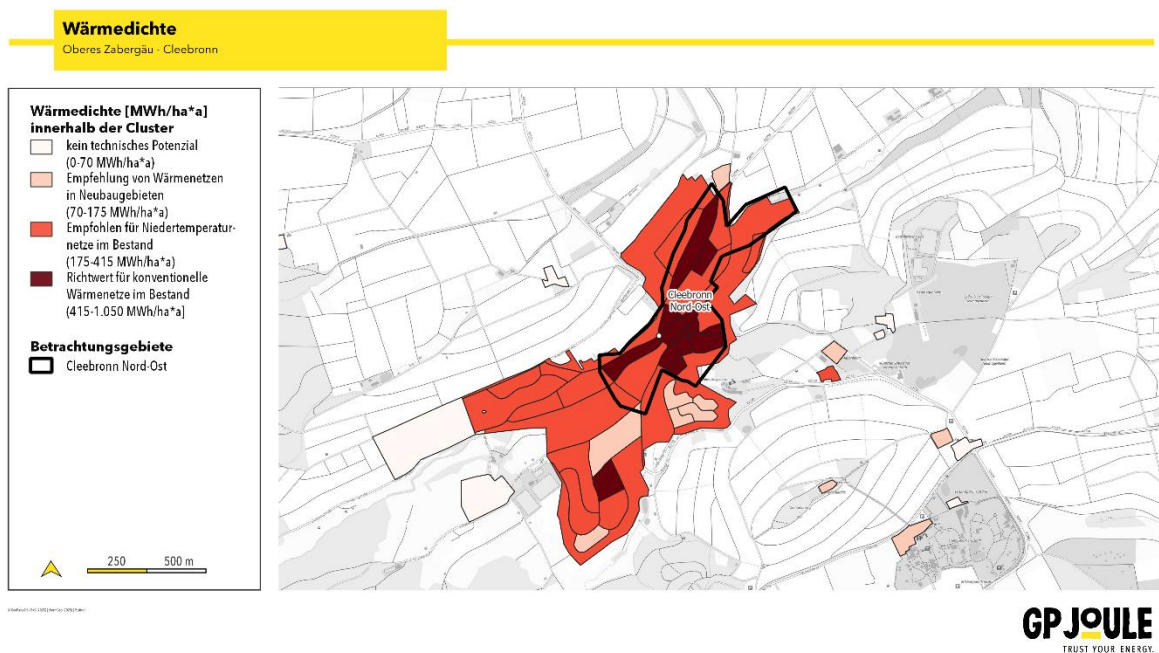 Wärmedichte
Oberes Zabergäu - Cleebronn
Wärmedichte [MWh/ha*a]
innerhalb der Cluster
kein technisches Potenzial
(0-70 MWh/ha*a)
Empfehlung von Wärmenetzen
in Neubaugebieten
(70-175 MWh/ha*a)
Empfohlen für Niedertemperatur-
netze im Bestand
(175-415 MWh/ha*a)
Richtwert für konventionelle
Wärmenetze im Bestand
(415-1.050 MWh/ha*a]
Betrachtungsgebiete
Cleebronn Nord-Ost
250 500 m
Cleebronn
Nord-Ost
GP JOULE
TRUST YOUR ENERGY.